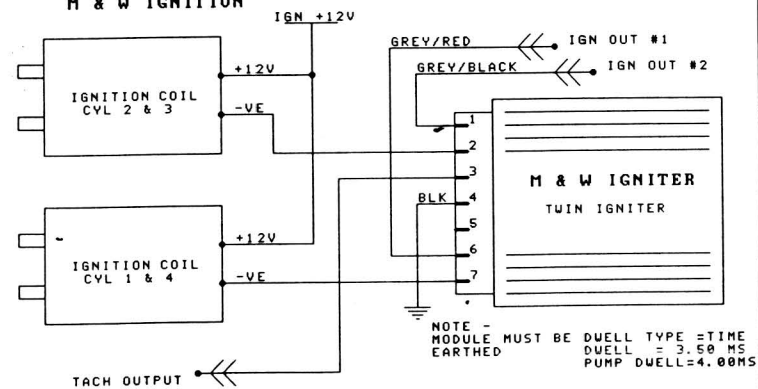 M & W IGNITION
IGN +12V
GREY/RED
IGN OUT #1
GREY/BLACK
IGN OUT #2
+12V
IGNITION COIL
CYL 2 & 3
-VE
1
2
3
BLK
4
5
6
7
M & W IGNITER
TWIN IGNITER
+12V
IGNITION COIL
CYL 1 & 4
-VE
NOTE -
MODULE MUST BE
EARTHED
DWELL TYPE =TIME
DWELL = 3.50 MS
PUMP DWELL=4.00MS
TACH OUTPUT